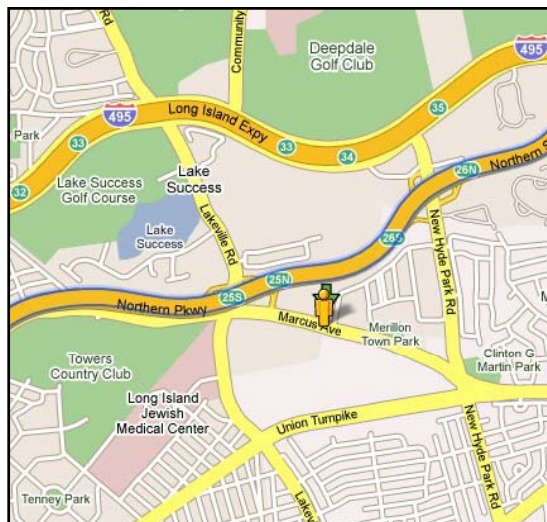 Rd
Community
Deepdale
Golf Club
495
Long Island Expy
495
35
33
33
34
32
Park
Lake Success
Golf Course
Lake
Success
Lake
Success
Lakeville Rd
26N
Northern S
New Hyde Park Rd
26S
25N
25S
Northern Pkwy
Marcus Ave
Merillon
Town Park
Clinton G
Martin Park
Towers
Country Club
Long Island
Jewish
Medical Center
Union Turnpike
New Hyde Park Rd
Lakev
Tenney Park